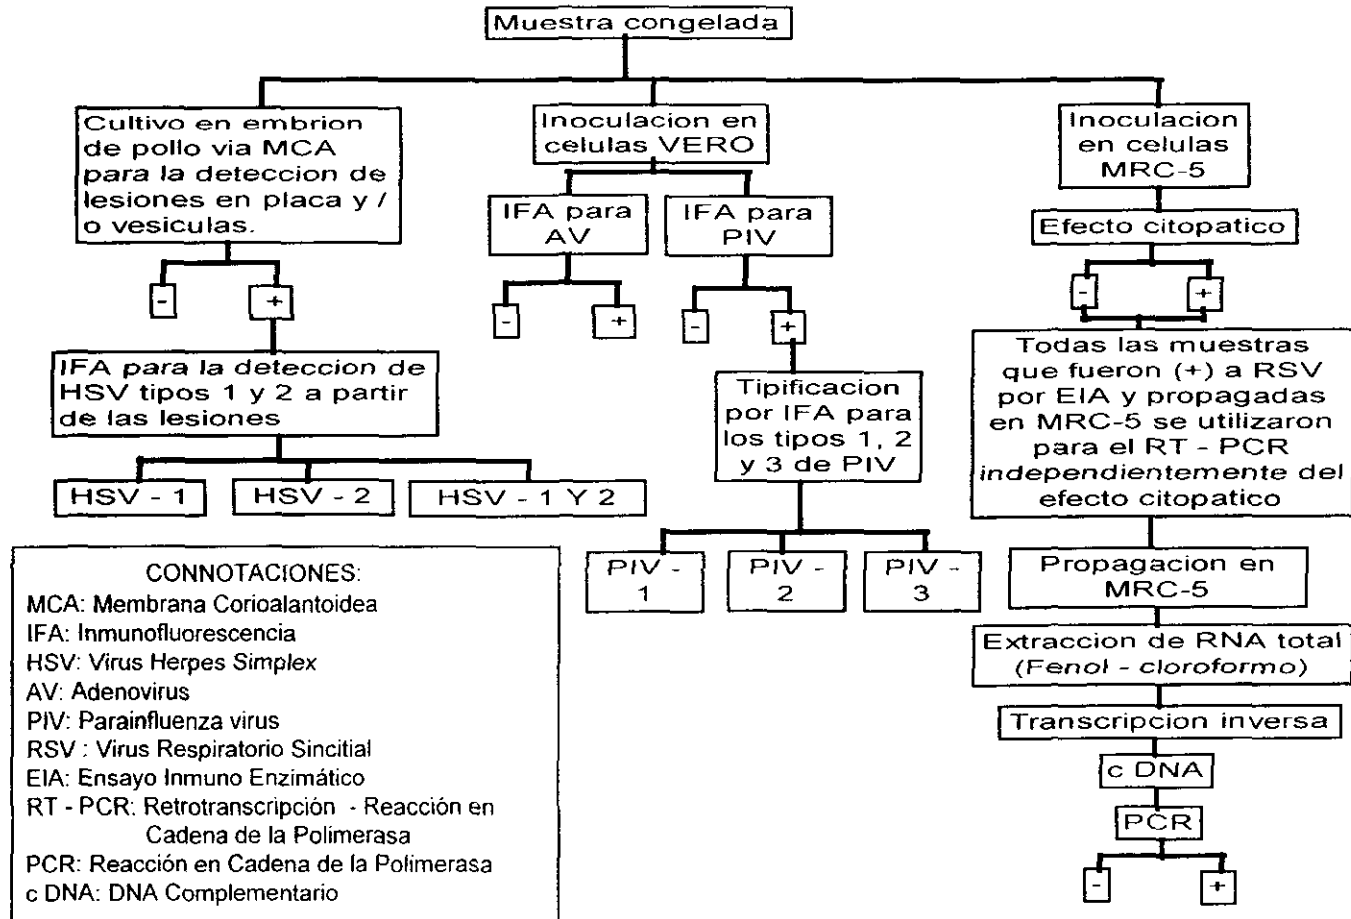 Muestra congelada
Cultivo en embrion
de pollo via MCA
para la deteccion de
lesiones en placa y /
o vesiculas.
-
+
IFA para la deteccion de
HSV tipos 1 y 2 a partir
de las lesiones
HSV - 1
HSV - 2
HSV - 1 Y 2
Inoculacion en
celulas VERO
IFA para
AV
-
+
IFA para
PIV
-
+
Tipificacion
por IFA para
los tipos 1, 2
y 3 de PIV
PIV -
1
PIV -
2
PIV -
3
Inoculacion
en celulas
MRC-5
Efecto citopatico
-
+
Todas las muestras
que fueron (+) a RSV
por EIA y propagadas
en MRC-5 se utilizaron
para el RT - PCR
independientemente del
efecto citopatico
Propagacion en
MRC-5
Extraccion de RNA total
(Fenol - cloroformo)
Transcripcion inversa
c DNA
PCR
-
+
CONNOTACIONES:
MCA: Membrana Corioalantoidea
IFA: Inmunofluorescencia
HSV: Virus Herpes Simplex
AV: Adenovirus
PIV: Parainfluenza virus
RSV : Virus Respiratorio Sincitial
EIA: Ensayo Inmuno Enzimático
RT - PCR: Retrotranscripción - Reacción en
Cadena de la Polimerasa
PCR: Reacción en Cadena de la Polimerasa
c DNA: DNA Complementario